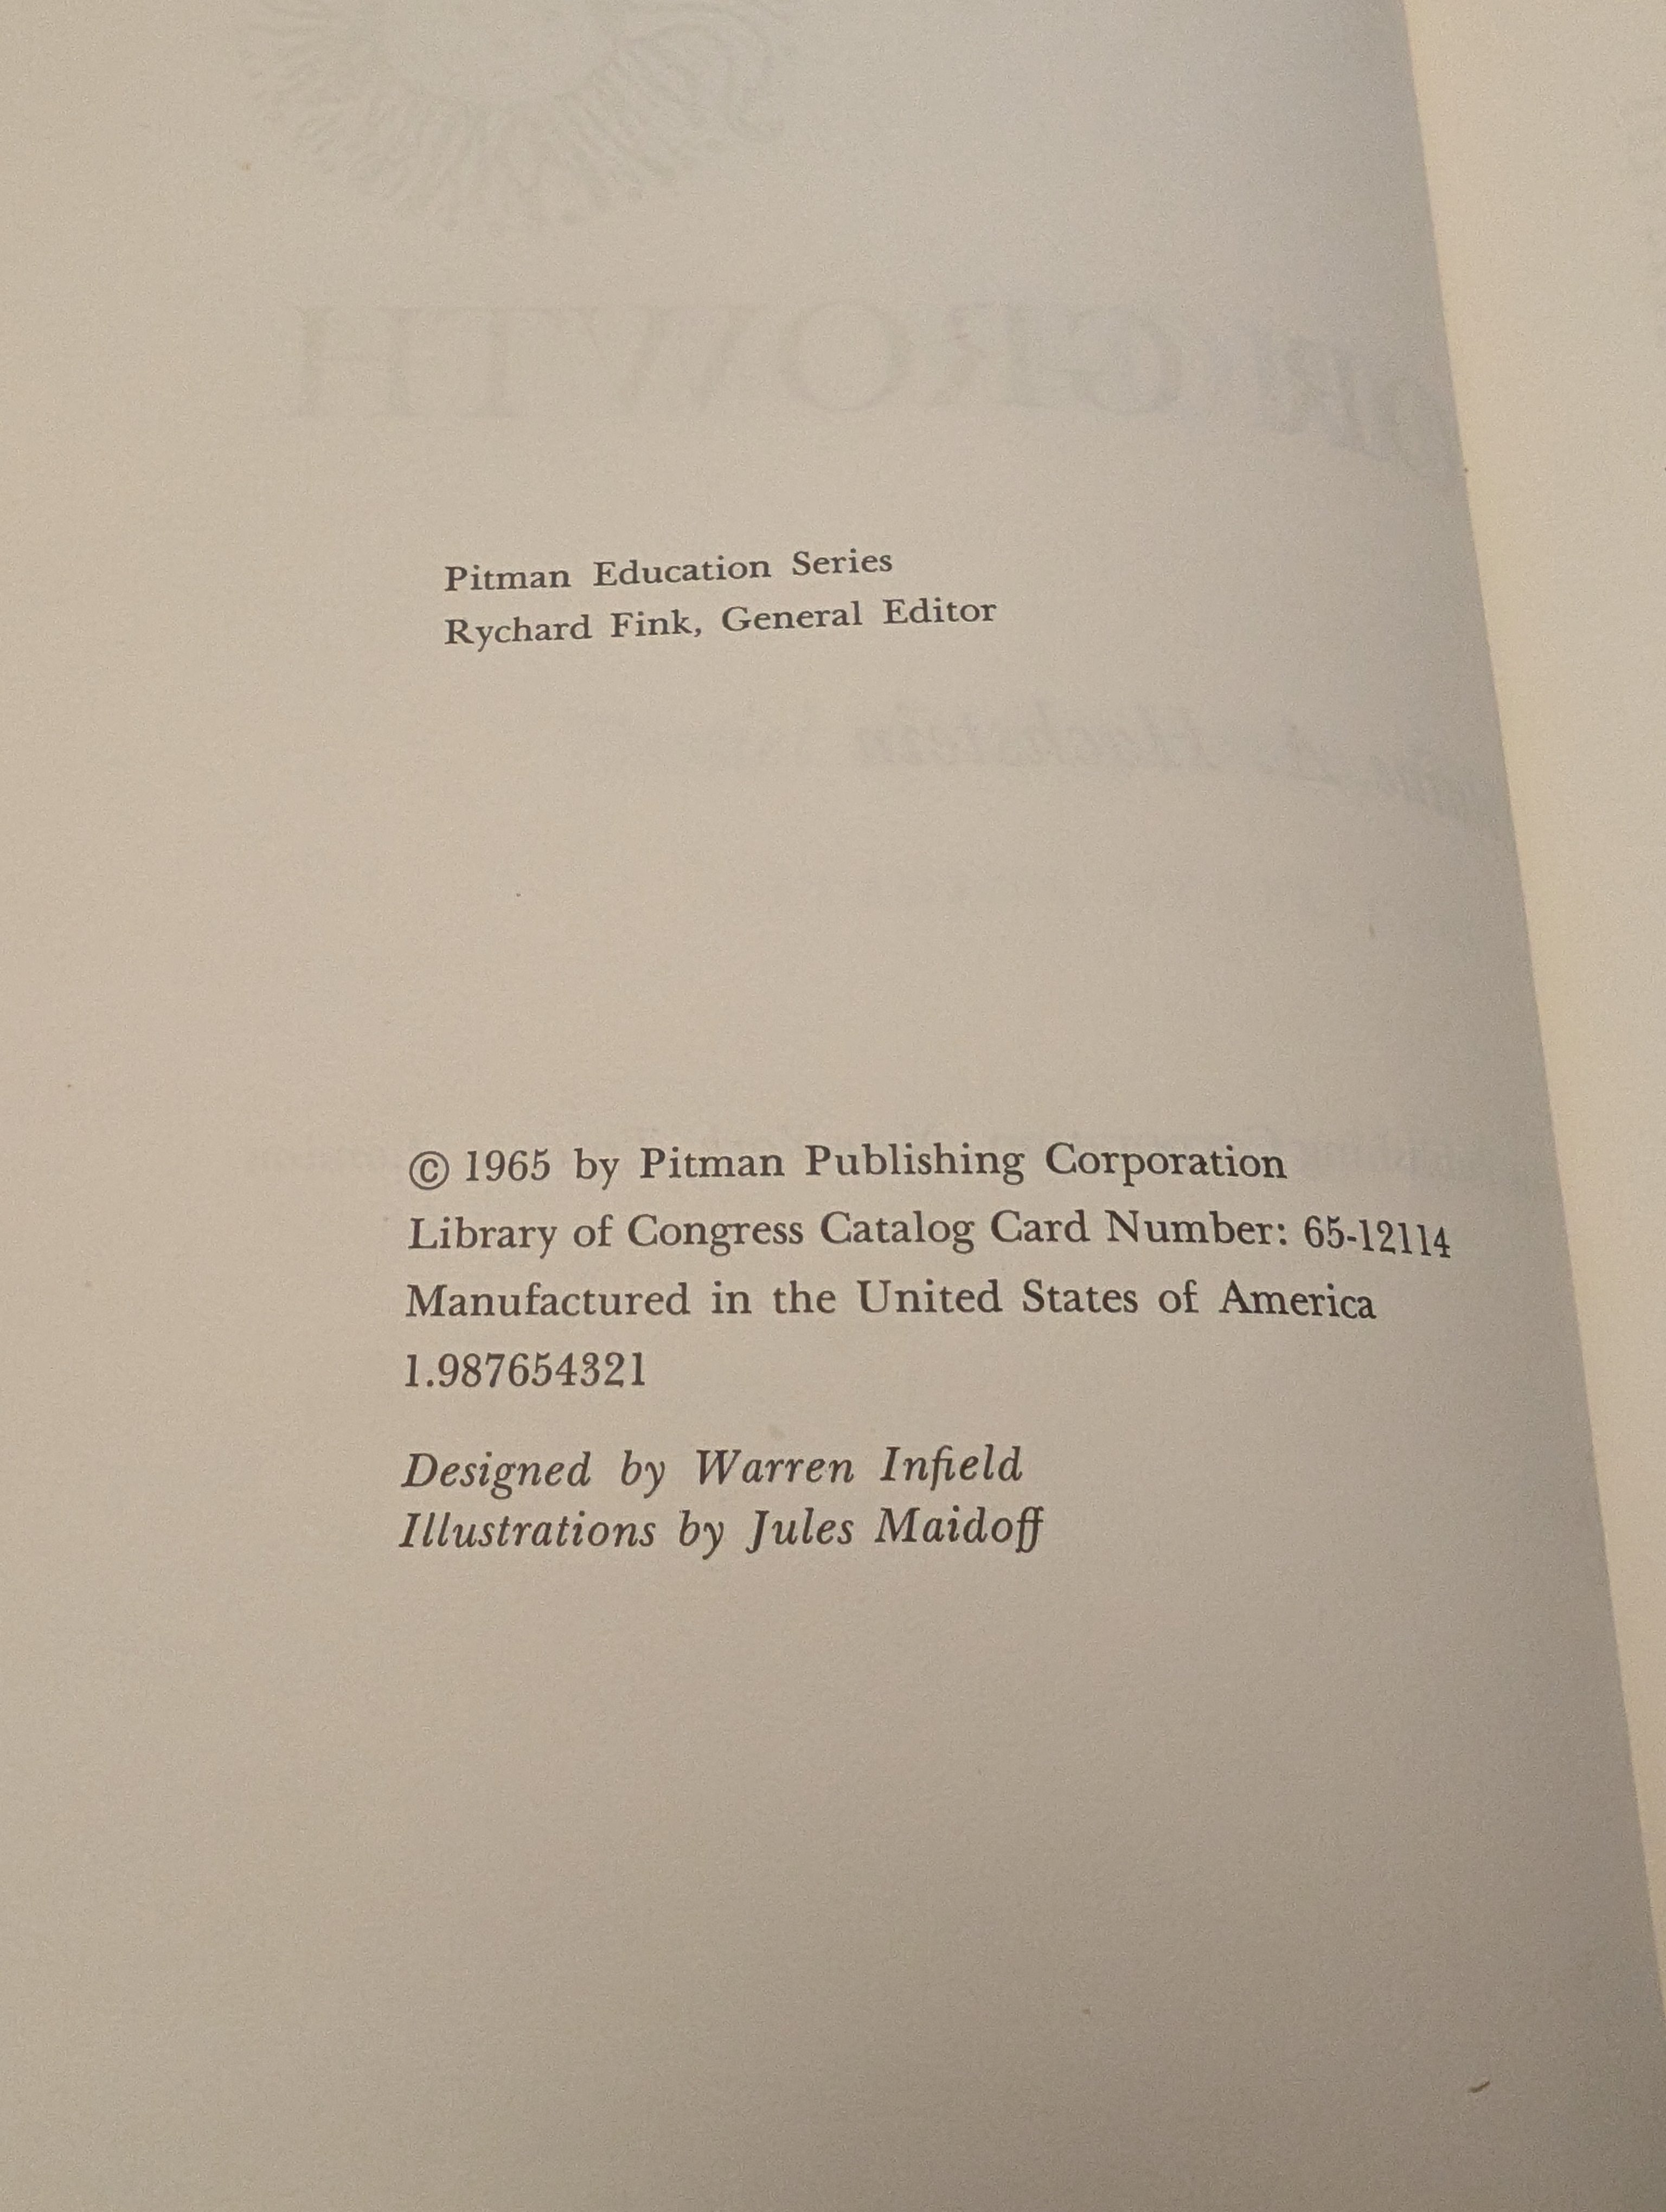 Pitman Education Series
Rychard Fink, General Editor
© 1965 by Pitman Publishing Corporation
Library of Congress Catalog Card Number: 65-12114
Manufactured in the United States of America
1.987654321
Designed by Warren Infield
Illustrations by Jules Maidoff